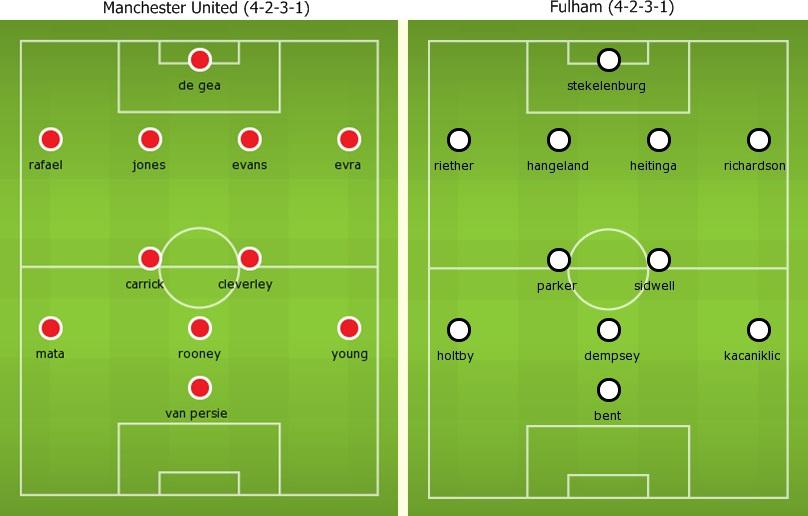 Manchester United (4-2-3-1)
de gea
rafael jones evans evra
carrick cleverley
mata rooney young
van persie
Fulham (4-2-3-1)
stekelenburg
riether hangeland heitinga richardson
parker sidwell
holtby dempsey kacaniklic
bent